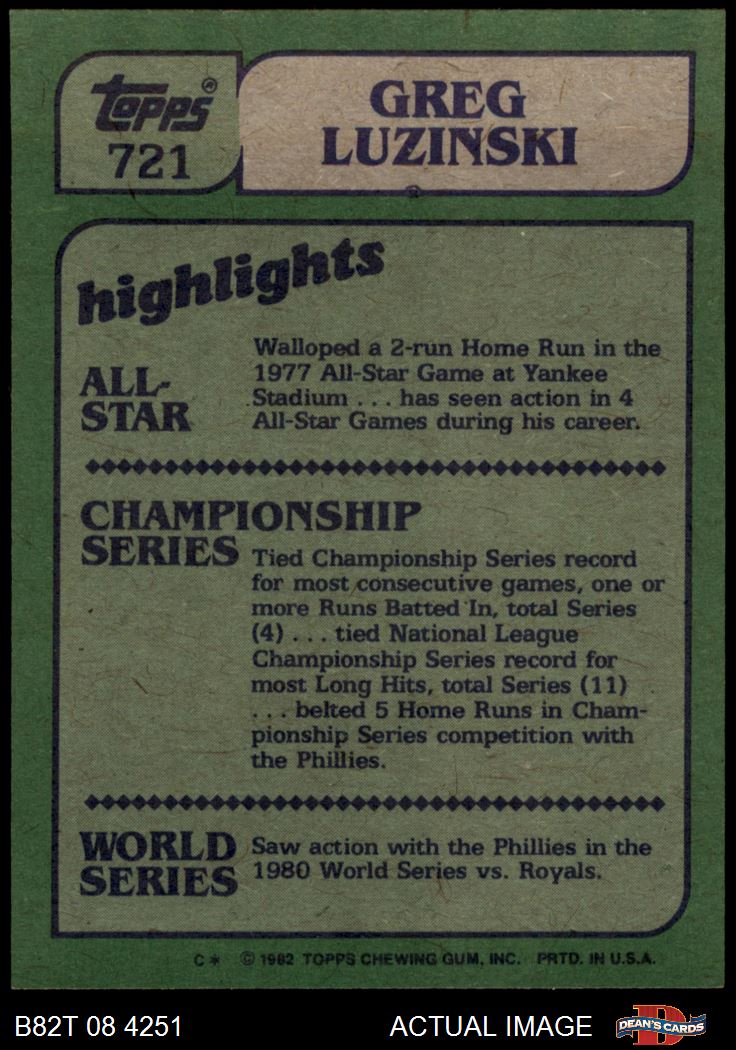 Topps®
721
GREG
LUZINSKI
highlights
ALL-
STAR
Walloped a 2-run Home Run in the
1977 All-Star Game at Yankee
Stadium . . . has seen action in 4
All-Star Games during his career.
CHAMPIONSHIP
SERIES
Tied Championship Series record
for most consecutive games, one or
more Runs Batted In, total Series
(4) . . . tied National League
Championship Series record for
most Long Hits, total Series (11)
. . . belted 5 Home Runs in Cham-
pionship Series competition with
the Phillies.
WORLD
SERIES
Saw action with the Phillies in the
1980 World Series vs. Royals.
C* © 1982 TOPPS CHEWING GUM, INC. PRTD. IN U.S.A.
B82T 08 4251
ACTUAL IMAGE
D
DEAN'S CARDS